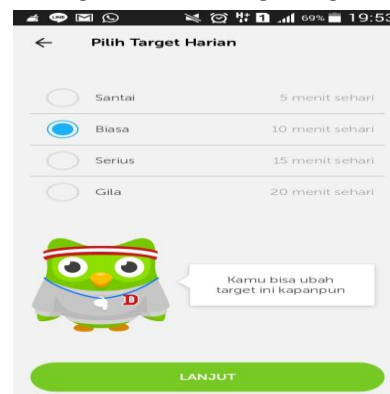 69% 19:53
Pilih Target Harian
Santai 5 menit sehari
Biasa 10 menit sehari
Serius 15 menit sehari
Gila 20 menit sehari
Kamu bisa ubah
target ini kapanpun
D
LANJUT